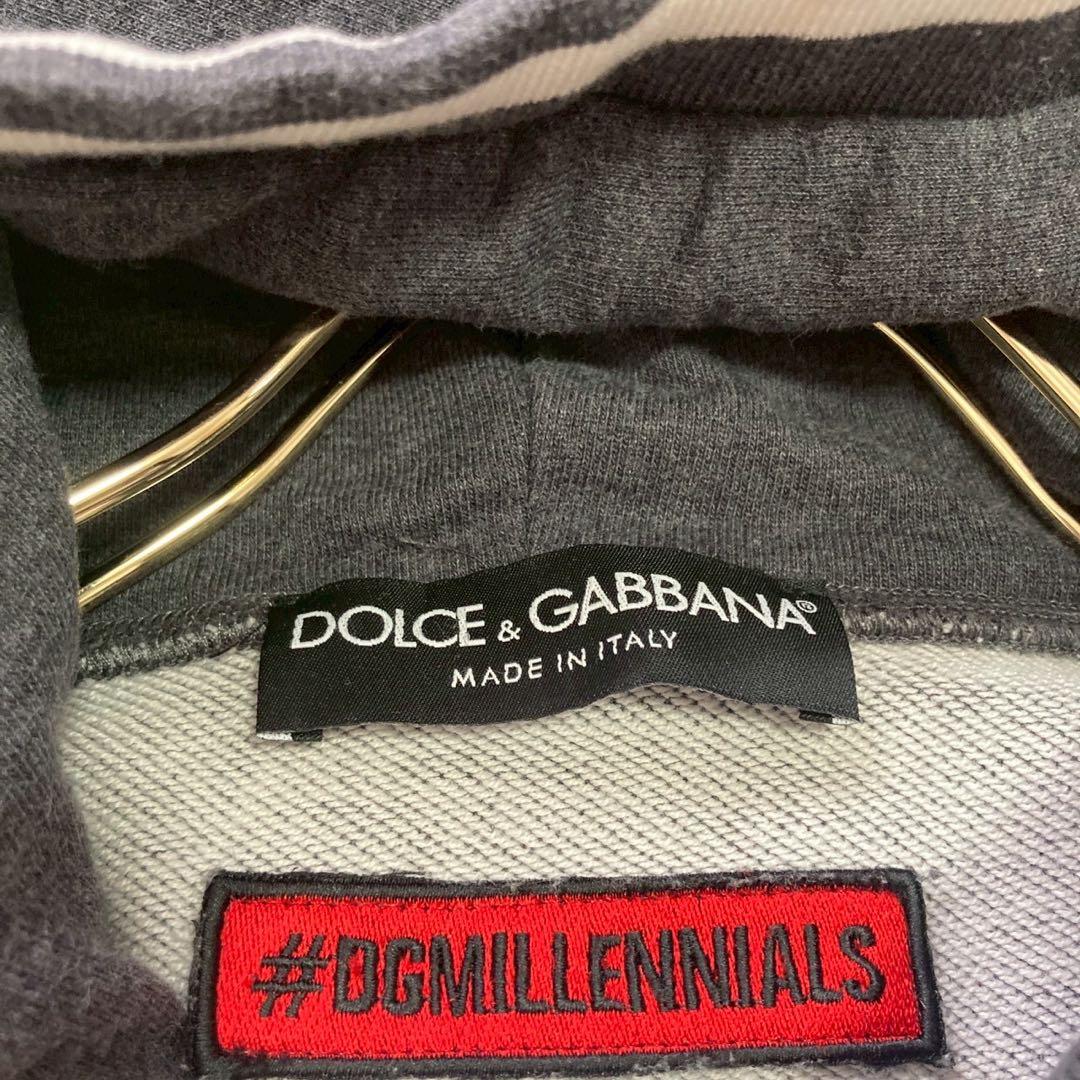 DOLCE & GABBANA®
MADE IN ITALY
#DGMILLENNIALS